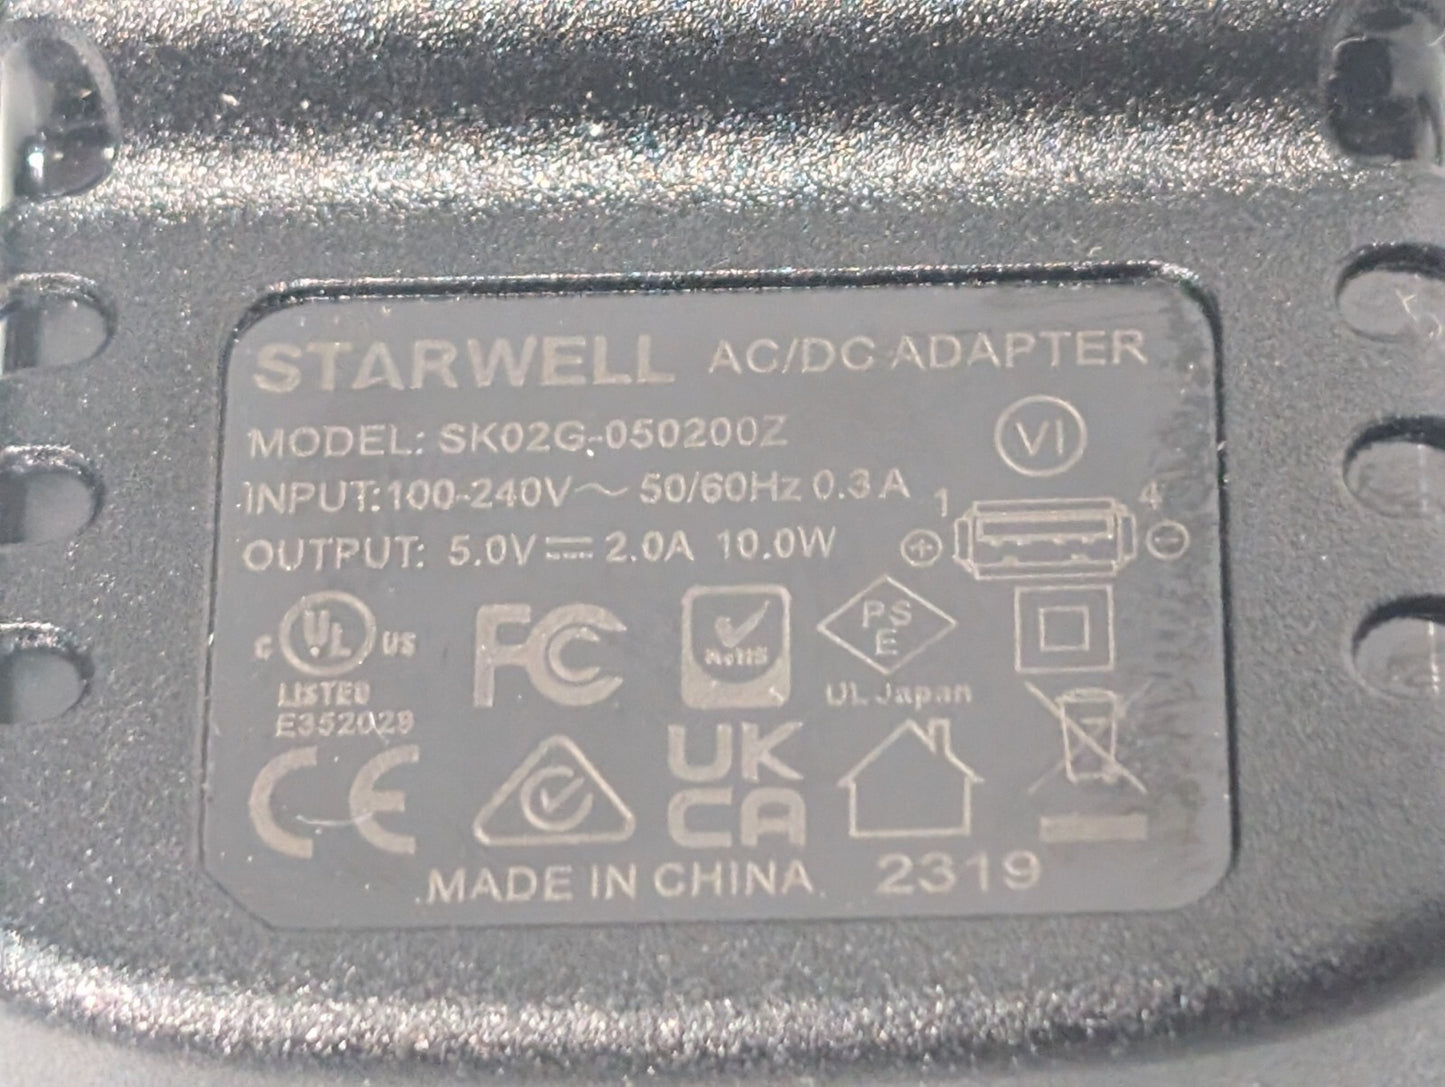 STARWELL AC/DC ADAPTER
MODEL: SK02G-050200Z
VI
INPUT:100-240V～ 50/60Hz 0.3A
1 4
OUTPUT: 5.0V⎓2.0A 10.0W
+ -
c UL US
LISTED
E352029
FC
RoHS
PS
E
UL Japan
CE
UK
CA
MADE IN CHINA 2319